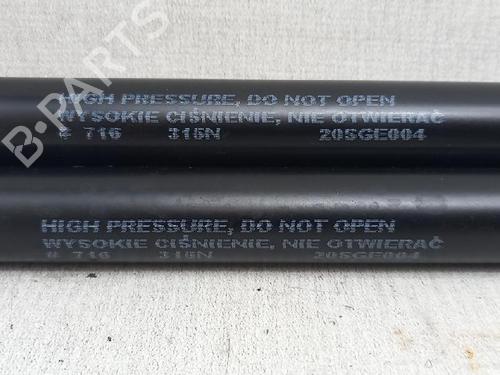 B-PARTS
HIGH PRESSURE, DO NOT OPEN
WYSOKIE CIŚNIENIE, NIE OTWIERAĆ
# 716 315N 205GE004
HIGH PRESSURE, DO NOT OPEN
WYSOKIE CIŚNIENIE, NIE OTWIERAĆ
# 716 315N 205GE004